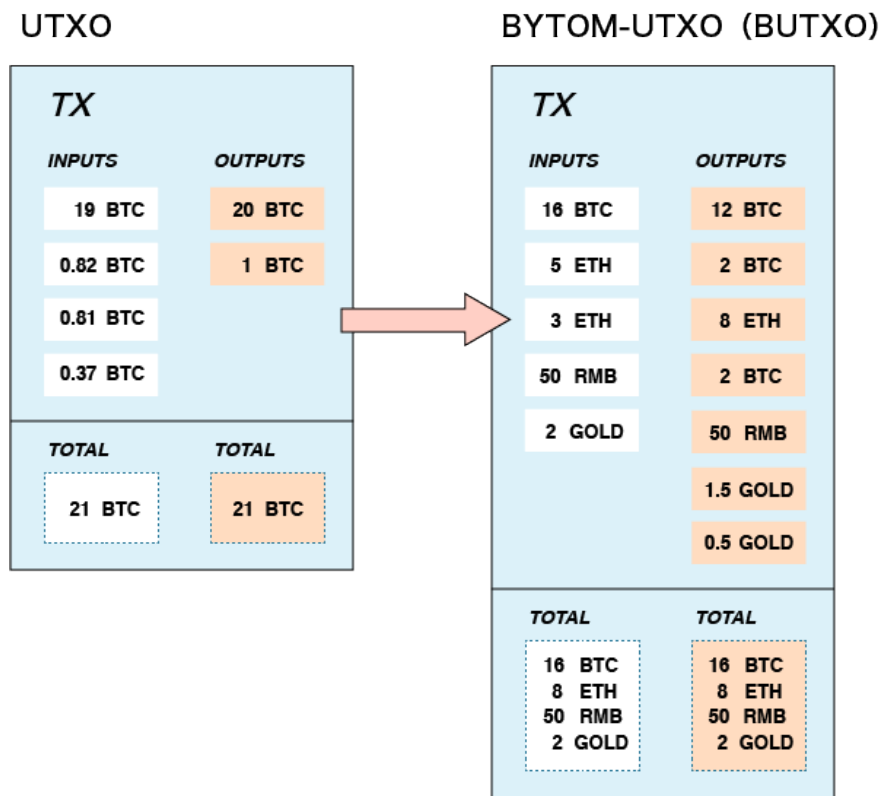 UTXO
TX
INPUTS
OUTPUTS
19 BTC
20 BTC
0.82 BTC
1 BTC
0.81 BTC
0.37 BTC
TOTAL
TOTAL
21 BTC
21 BTC
BYTOM-UTXO (BUTXO)
TX
INPUTS
OUTPUTS
16 BTC
12 BTC
5 ETH
2 BTC
3 ETH
8 ETH
50 RMB
2 BTC
2 GOLD
50 RMB
1.5 GOLD
0.5 GOLD
TOTAL
TOTAL
16 BTC
8 ETH
50 RMB
2 GOLD
16 BTC
8 ETH
50 RMB
2 GOLD